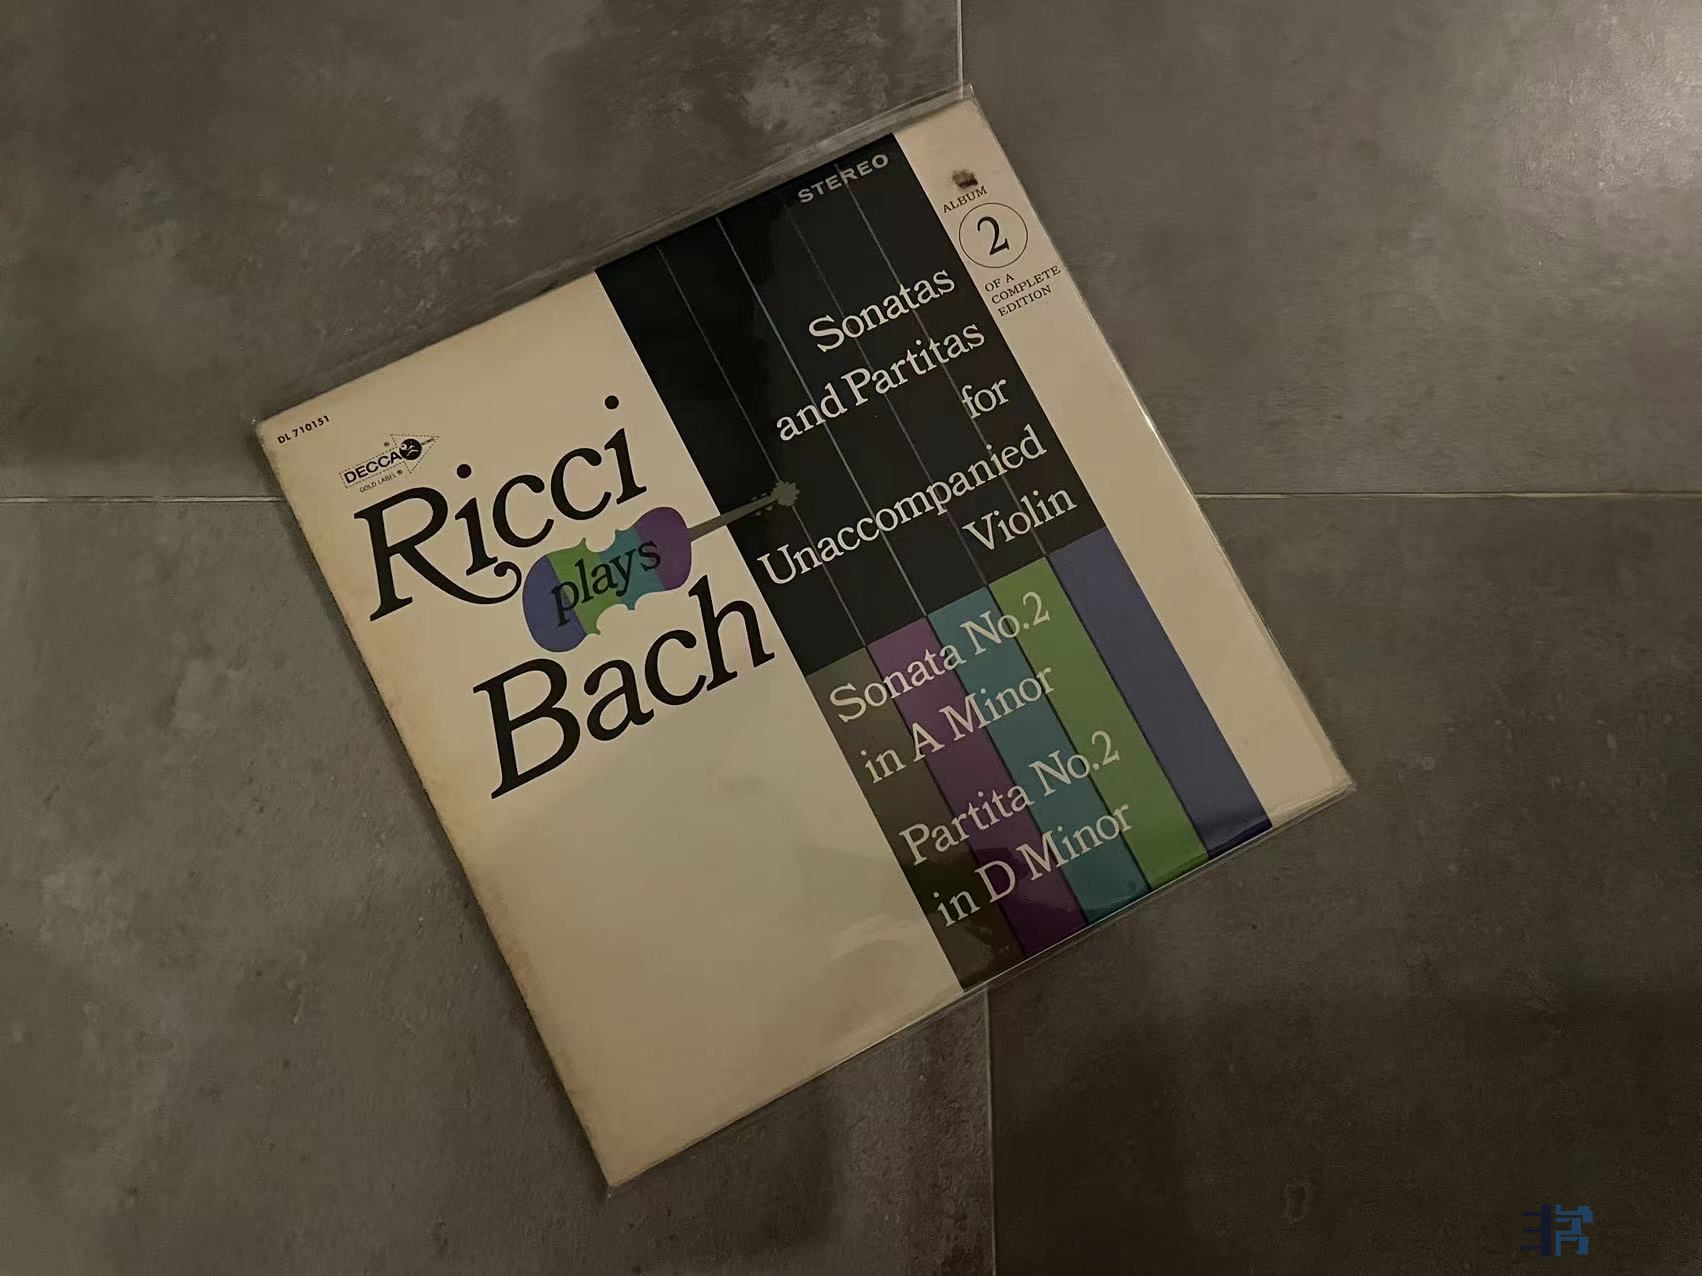 STEREO
ALBUM
2
OF A
COMPLETE
EDITION
DL 710151
DECCA
GOLD LABEL
Ricci
plays
Bach
Sonatas
and Partitas
for
Unaccompanied
Violin
Sonata No.2
in A Minor
Partita No.2
in D Minor